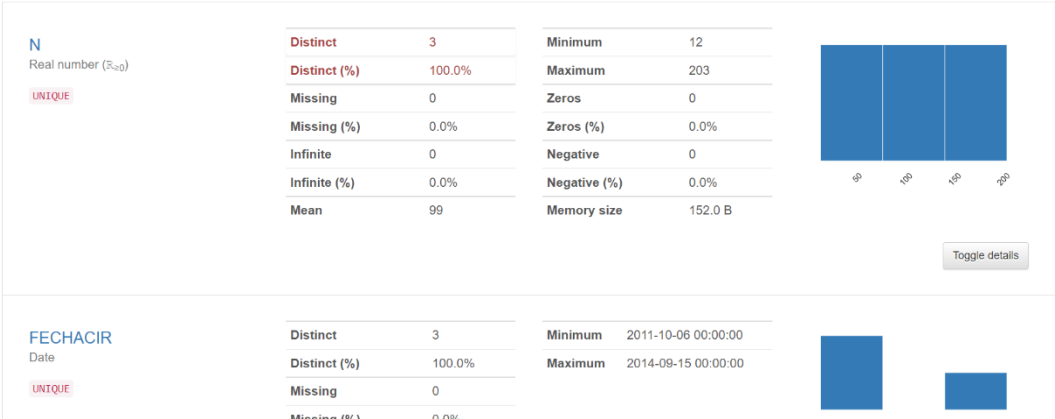 N
Real number (ℝ≥0)
UNIQUE
Distinct 3
Distinct (%) 100.0%
Missing 0
Missing (%) 0.0%
Infinite 0
Infinite (%) 0.0%
Mean 99
Minimum 12
Maximum 203
Zeros 0
Zeros (%) 0.0%
Negative 0
Negative (%) 0.0%
Memory size 152.0 B
50 100 150 200
Toggle details
FECHACIR
Date
UNIQUE
Distinct 3
Distinct (%) 100.0%
Missing 0
Missing (%) 0.0%
Minimum 2011-10-06 00:00:00
Maximum 2014-09-15 00:00:00